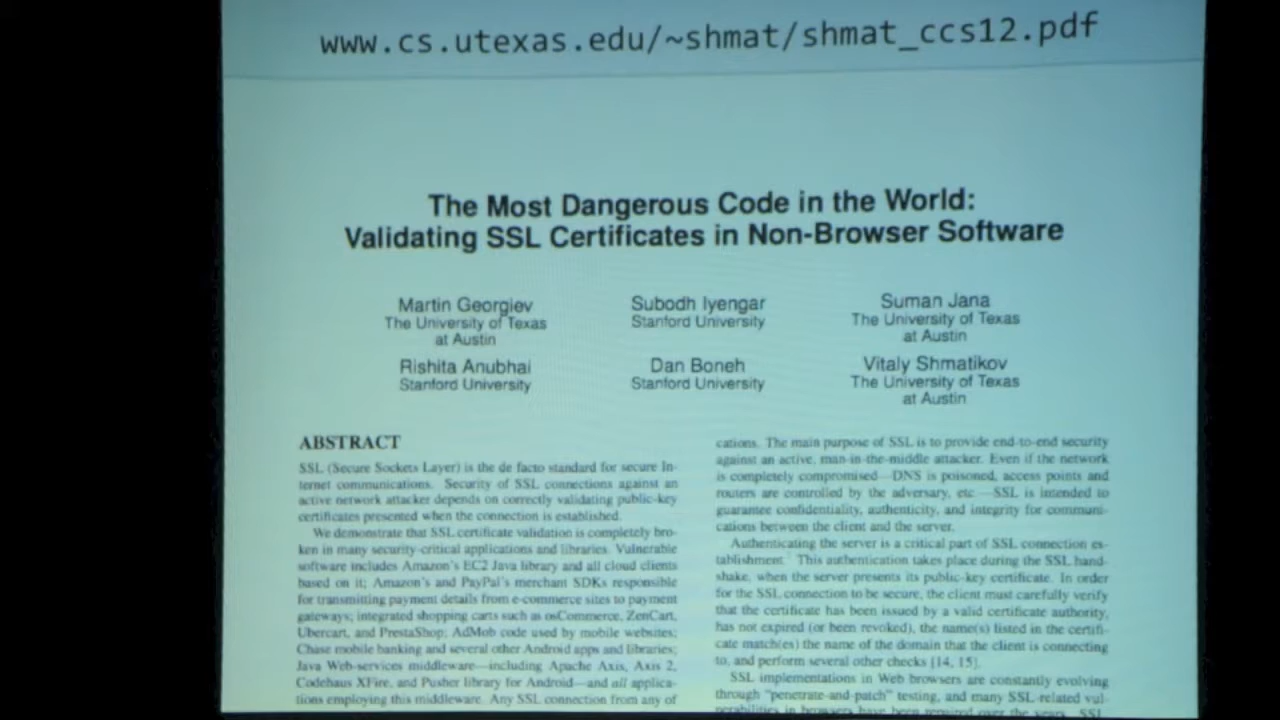 www.cs.utexas.edu/~shmat/shmat_ccs12.pdf
The Most Dangerous Code in the World:
Validating SSL Certificates in Non-Browser Software
Martin Georgiev
The University of Texas
at Austin
Subodh Iyengar
Stanford University
Suman Jana
The University of Texas
at Austin
Rishita Anubhai
Stanford University
Dan Boneh
Stanford University
Vitaly Shmatikov
The University of Texas
at Austin
ABSTRACT
SSL (Secure Sockets Layer) is the de facto standard for secure In-
ternet communications. Security of SSL connections against an
active network attacker depends on correctly validating public-key
certificates presented when the connection is established.
We demonstrate that SSL certificate validation is completely bro-
ken in many security-critical applications and libraries. Vulnerable
software includes Amazon's EC2 Java library and all cloud clients
based on it; Amazon's and PayPal's merchant SDKs responsible
for transmitting payment details from e-commerce sites to payment
gateways; integrated shopping carts such as osCommerce, ZenCart,
Ubercart, and PrestaShop; AdMob code used by mobile websites;
Chase mobile banking and several other Android apps and libraries;
Java Web-services middleware—including Apache Axis, Axis 2,
Codehaus XFire, and Pusher library for Android—and all applica-
tions employing this middleware. Any SSL connection from any of
cations. The main purpose of SSL is to provide end-to-end security
against an active, man-in-the-middle attacker. Even if the network
is completely compromised—DNS is poisoned, access points and
routers are controlled by the adversary, etc.—SSL is intended to
guarantee confidentiality, authenticity, and integrity for communi-
cations between the client and the server.
Authenticating the server is a critical part of SSL connection es-
tablishment. This authentication takes place during the SSL hand-
shake, when the server presents its public-key certificate. In order
for the SSL connection to be secure, the client must carefully verify
that the certificate has been issued by a valid certificate authority,
has not expired (or been revoked), the name(s) listed in the certifi-
cate match(es) the name of the domain that the client is connecting
to, and perform several other checks [14, 15].
SSL implementations in Web browsers are constantly evolving
through "penetrate-and-patch" testing, and many SSL-related vul-
nerabilities in browsers have been repaired over the years. SSL